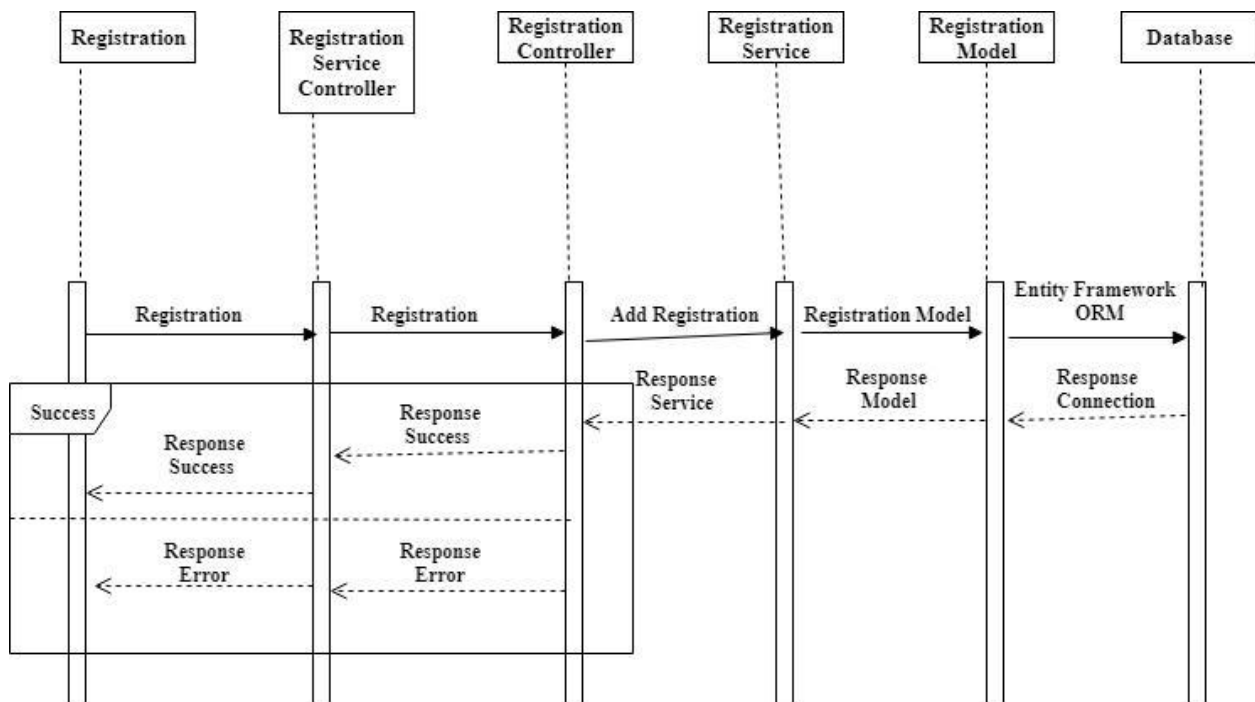 Registration
Registration
Service
Controller
Registration
Controller
Registration
Service
Registration
Model
Database
Registration
Registration
Add Registration
Registration Model
Entity Framework
ORM
Success
Response
Success
Response
Success
Response
Service
Response
Model
Response
Connection
Response
Error
Response
Error